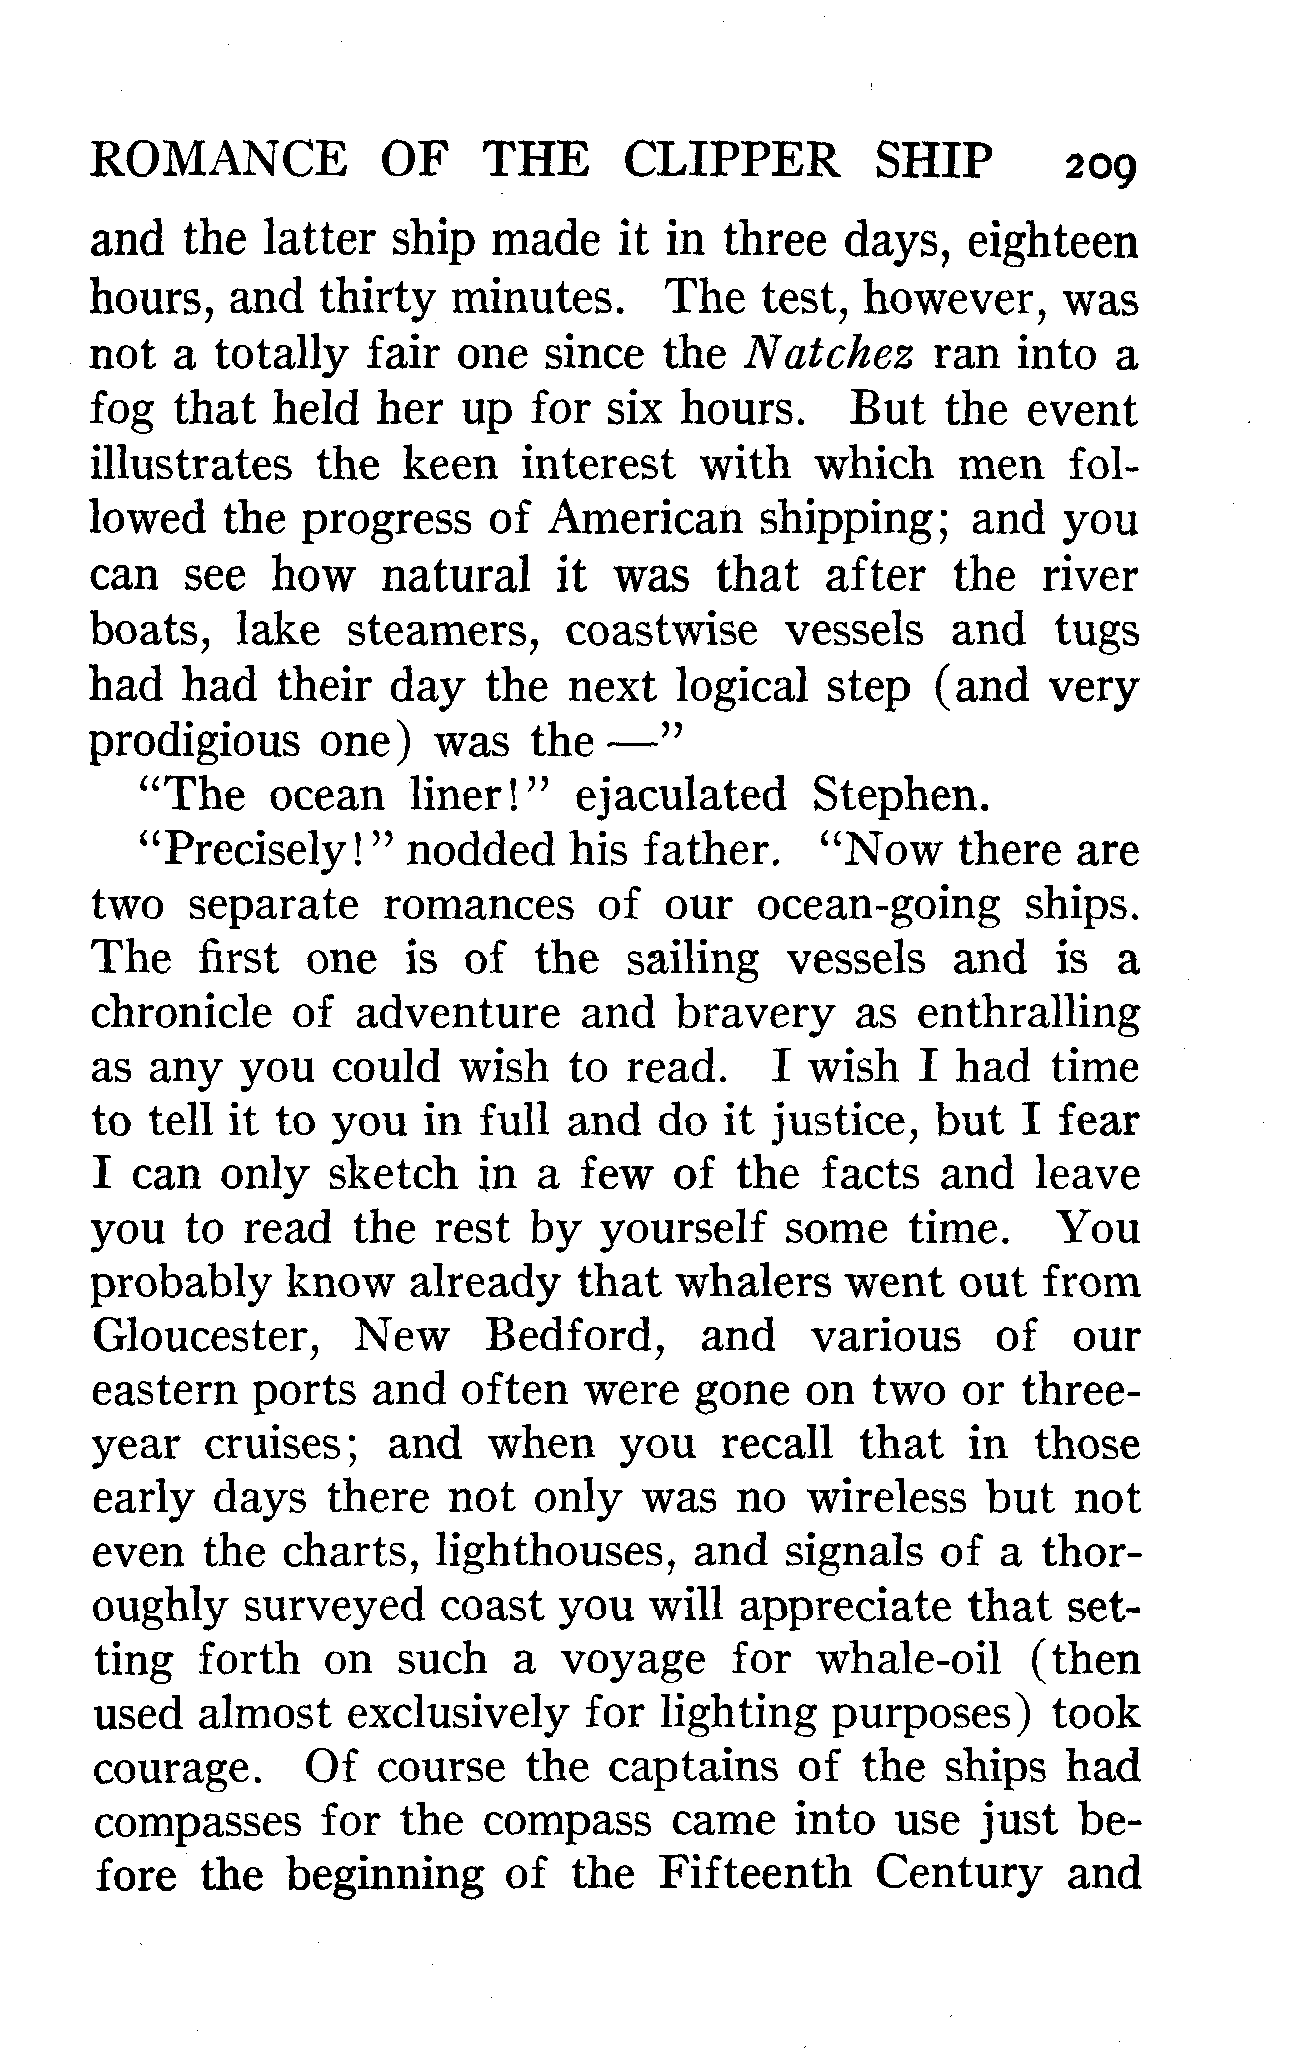 ROMANCE OF THE CLIPPER SHIP 209
and the latter ship made it in three days, eighteen
hours, and thirty minutes. The test, however, was
not a totally fair one since the Natchez ran into a
fog that held her up for six hours. But the event
illustrates the keen interest with which men fol-
lowed the progress of American shipping; and you
can see how natural it was that after the river
boats, lake steamers, coastwise vessels and tugs
had had their day the next logical step (and very
prodigious one) was the —"
"The ocean liner!" ejaculated Stephen.
"Precisely!" nodded his father. "Now there are
two separate romances of our ocean-going ships.
The first one is of the sailing vessels and is a
chronicle of adventure and bravery as enthralling
as any you could wish to read. I wish I had time
to tell it to you in full and do it justice, but I fear
I can only sketch in a few of the facts and leave
you to read the rest by yourself some time. You
probably know already that whalers went out from
Gloucester, New Bedford, and various of our
eastern ports and often were gone on two or three-
year cruises; and when you recall that in those
early days there not only was no wireless but not
even the charts, lighthouses, and signals of a thor-
oughly surveyed coast you will appreciate that set-
ting forth on such a voyage for whale-oil (then
used almost exclusively for lighting purposes) took
courage. Of course the captains of the ships had
compasses for the compass came into use just be-
fore the beginning of the Fifteenth Century and